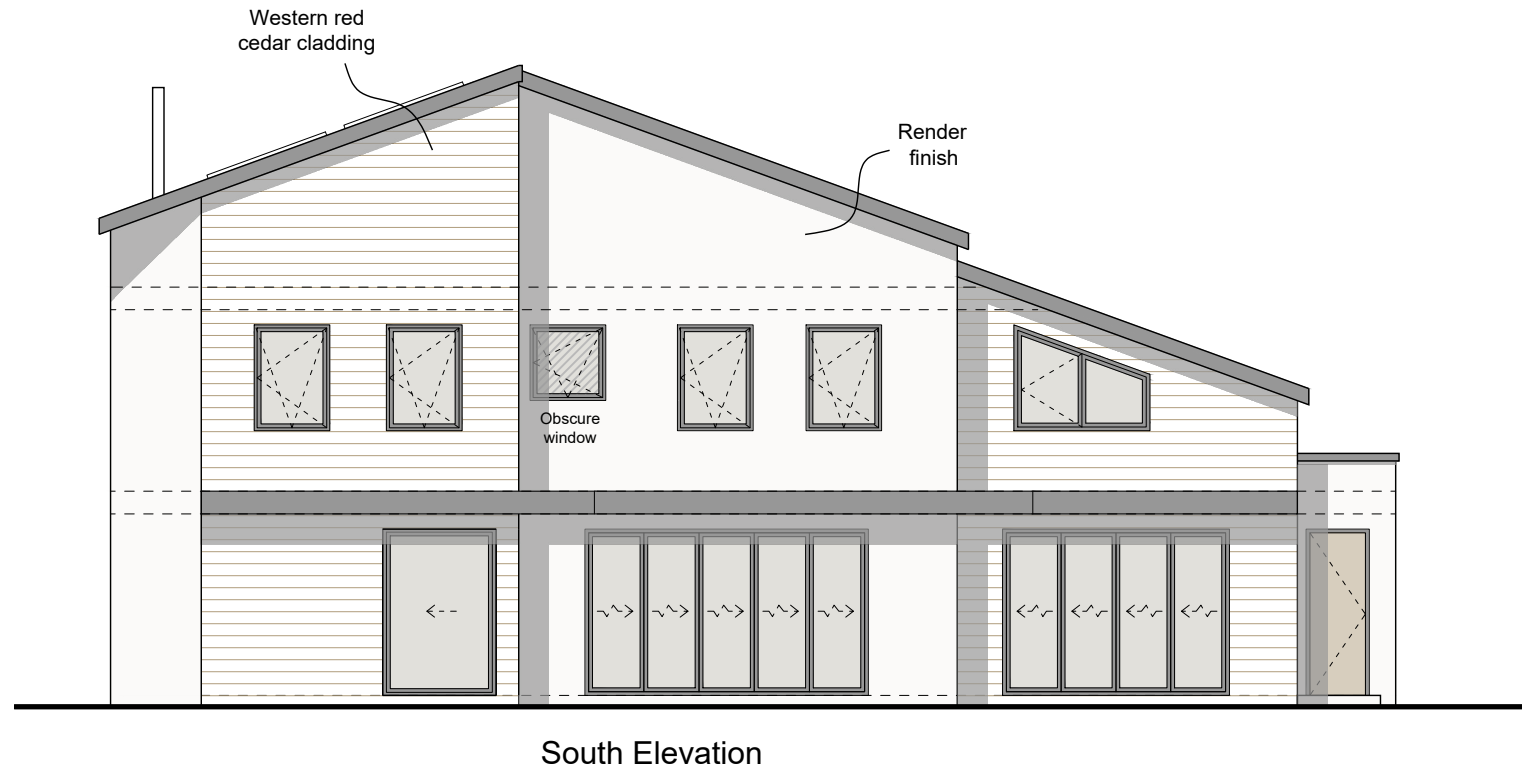 Western red
cedar cladding
Render
finish
Obscure
window
South Elevation